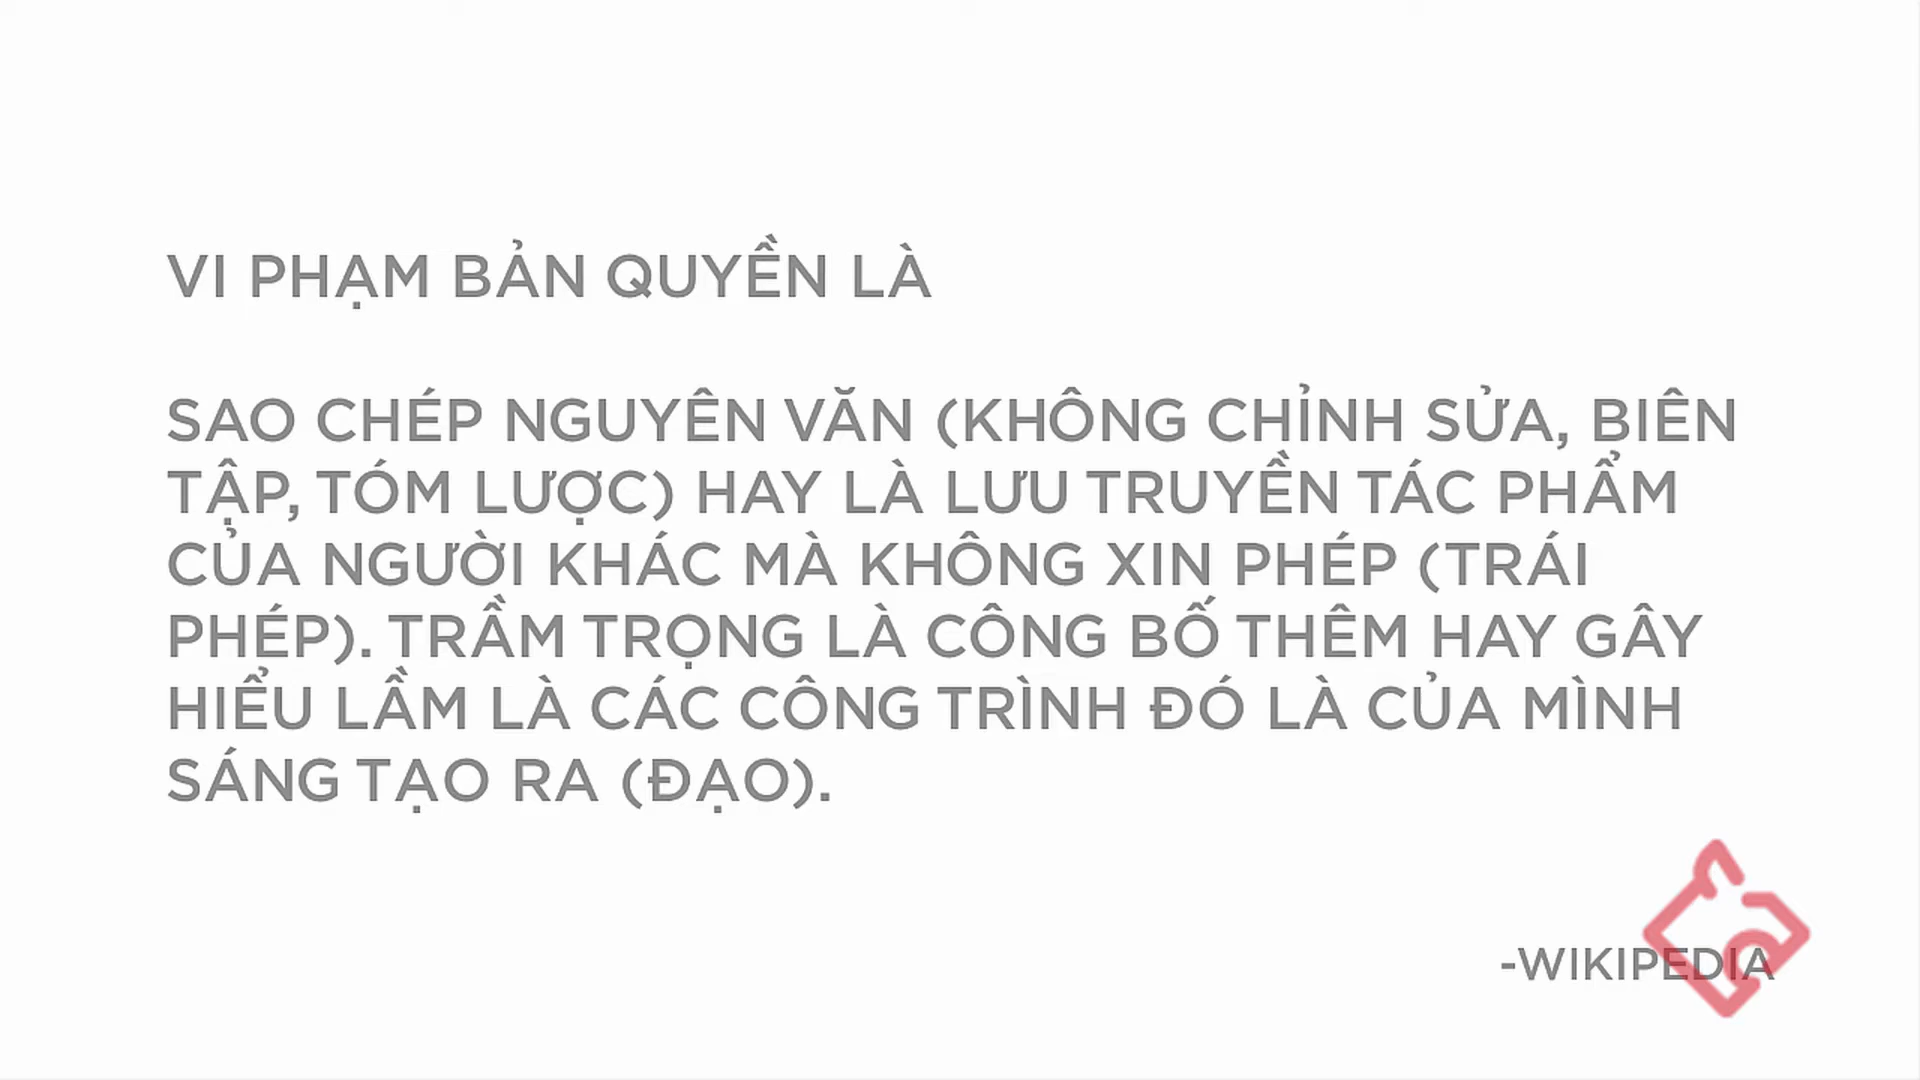 VI PHẠM BẢN QUYỀN LÀ
SAO CHÉP NGUYÊN VĂN (KHÔNG CHỈNH SỬA, BIÊN
TẬP, TÓM LƯỢC) HAY LÀ LƯU TRUYỀN TÁC PHẨM
CỦA NGƯỜI KHÁC MÀ KHÔNG XIN PHÉP (TRÁI
PHÉP). TRẦM TRỌNG LÀ CÔNG BỐ THÊM HAY GÂY
HIỂU LẦM LÀ CÁC CÔNG TRÌNH ĐÓ LÀ CỦA MÌNH
SÁNG TẠO RA (ĐẠO).
-WIKIPEDIA